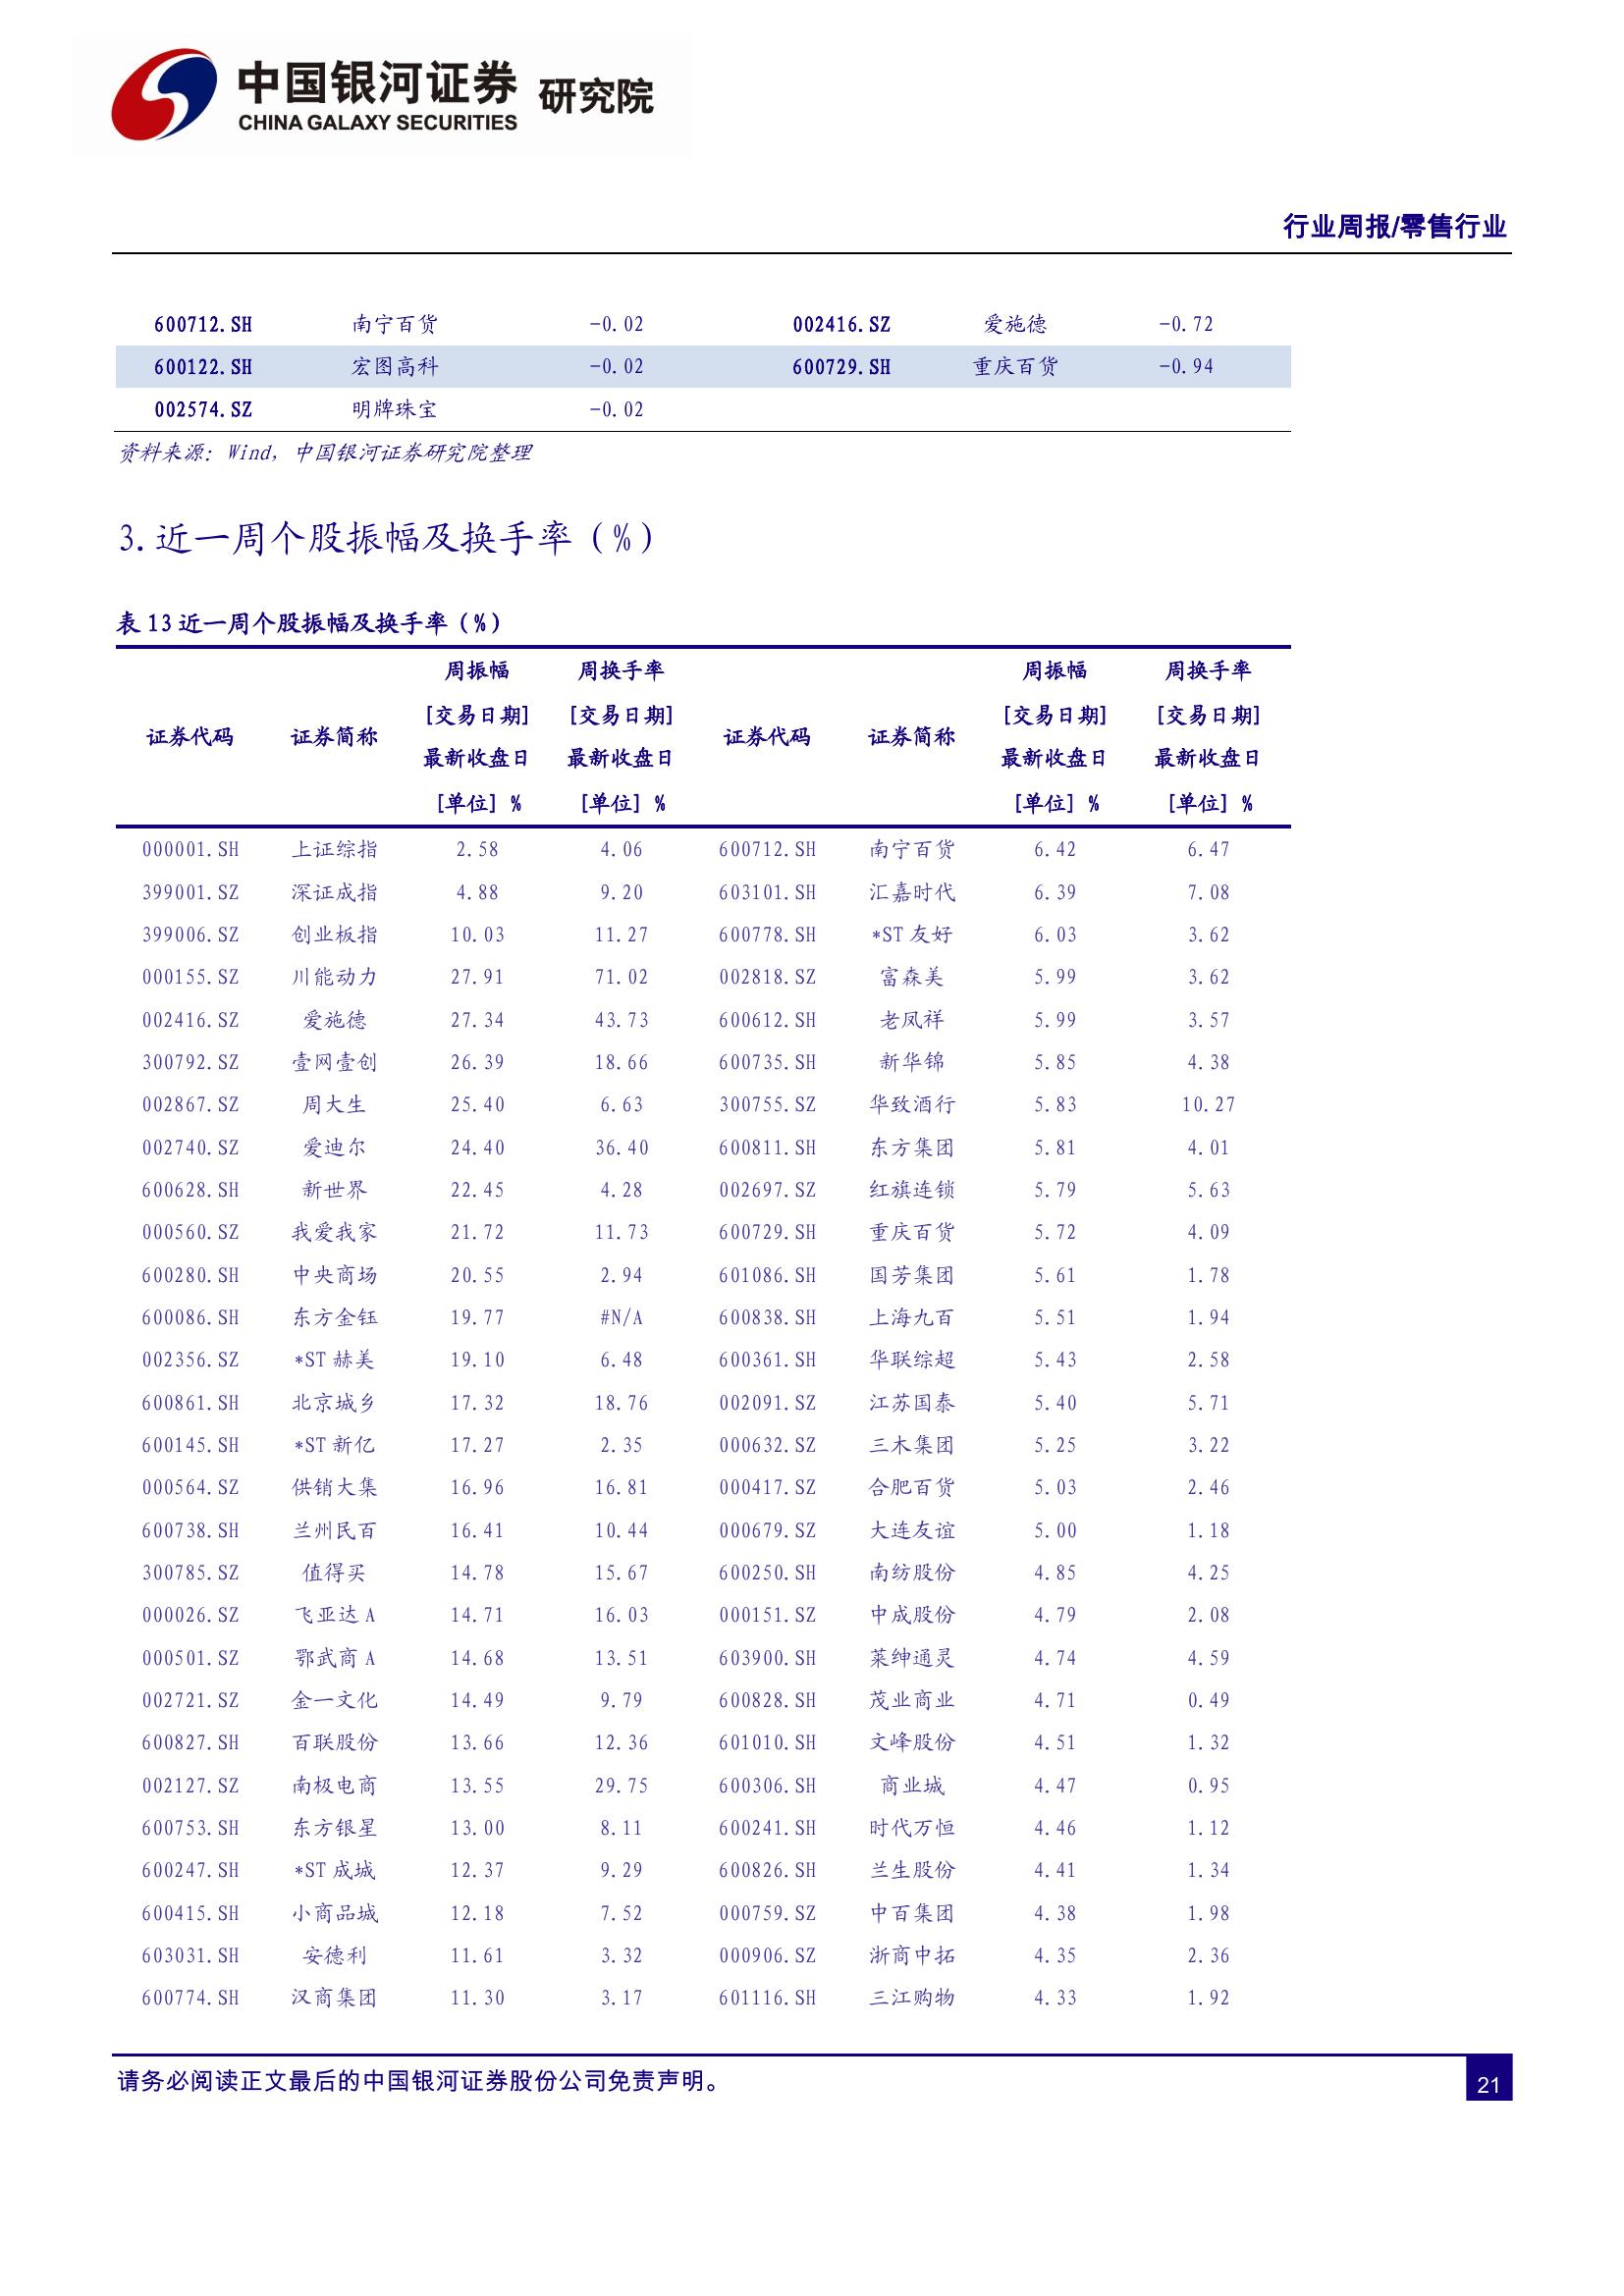 中国银河证券 研究院
CHINA GALAXY SECURITIES
行业周报/零售行业
600712.SH 南宁百货 -0.02 002416.SZ 爱施德 -0.72
600122.SH 宏图高科 -0.02 600729.SH 重庆百货 -0.94
002574.SZ 明牌珠宝 -0.02
资料来源：Wind，中国银河证券研究院整理
3.近一周个股振幅及换手率（%）
表 13 近一周个股振幅及换手率（%）
周振幅 周换手率 周振幅 周换手率
[交易日期] [交易日期] [交易日期] [交易日期]
证券代码 证券简称 证券代码 证券简称
最新收盘日 最新收盘日 最新收盘日 最新收盘日
[单位] % [单位] % [单位] % [单位] %
000001.SH 上证综指 2.58 4.06 600712.SH 南宁百货 6.42 6.47
399001.SZ 深证成指 4.88 9.20 603101.SH 汇嘉时代 6.39 7.08
399006.SZ 创业板指 10.03 11.27 600778.SH *ST 友好 6.03 3.62
000155.SZ 川能动力 27.91 71.02 002818.SZ 富森美 5.99 3.62
002416.SZ 爱施德 27.34 43.73 600612.SH 老凤祥 5.99 3.57
300792.SZ 壹网壹创 26.39 18.66 600735.SH 新华锦 5.85 4.38
002867.SZ 周大生 25.40 6.63 300755.SZ 华致酒行 5.83 10.27
002740.SZ 爱迪尔 24.40 36.40 600811.SH 东方集团 5.81 4.01
600628.SH 新世界 22.45 4.28 002697.SZ 红旗连锁 5.79 5.63
000560.SZ 我爱我家 21.72 11.73 600729.SH 重庆百货 5.72 4.09
600280.SH 中央商场 20.55 2.94 601086.SH 国芳集团 5.61 1.78
600086.SH 东方金钰 19.77 #N/A 600838.SH 上海九百 5.51 1.94
002356.SZ *ST 赫美 19.10 6.48 600361.SH 华联综超 5.43 2.58
600861.SH 北京城乡 17.32 18.76 002091.SZ 江苏国泰 5.40 5.71
600145.SH *ST 新亿 17.27 2.35 000632.SZ 三木集团 5.25 3.22
000564.SZ 供销大集 16.96 16.81 000417.SZ 合肥百货 5.03 2.46
600738.SH 兰州民百 16.41 10.44 000679.SZ 大连友谊 5.00 1.18
300785.SZ 值得买 14.78 15.67 600250.SH 南纺股份 4.85 4.25
000026.SZ 飞亚达 A 14.71 16.03 000151.SZ 中成股份 4.79 2.08
000501.SZ 鄂武商 A 14.68 13.51 603900.SH 莱绅通灵 4.74 4.59
002721.SZ 金一文化 14.49 9.79 600828.SH 茂业商业 4.71 0.49
600827.SH 百联股份 13.66 12.36 601010.SH 文峰股份 4.51 1.32
002127.SZ 南极电商 13.55 29.75 600306.SH 商业城 4.47 0.95
600753.SH 东方银星 13.00 8.11 600241.SH 时代万恒 4.46 1.12
600247.SH *ST 成城 12.37 9.29 600826.SH 兰生股份 4.41 1.34
600415.SH 小商品城 12.18 7.52 000759.SZ 中百集团 4.38 1.98
603031.SH 安德利 11.61 3.32 000906.SZ 浙商中拓 4.35 2.36
600774.SH 汉商集团 11.30 3.17 601116.SH 三江购物 4.33 1.92
请务必阅读正文最后的中国银河证券股份公司免责声明。
21